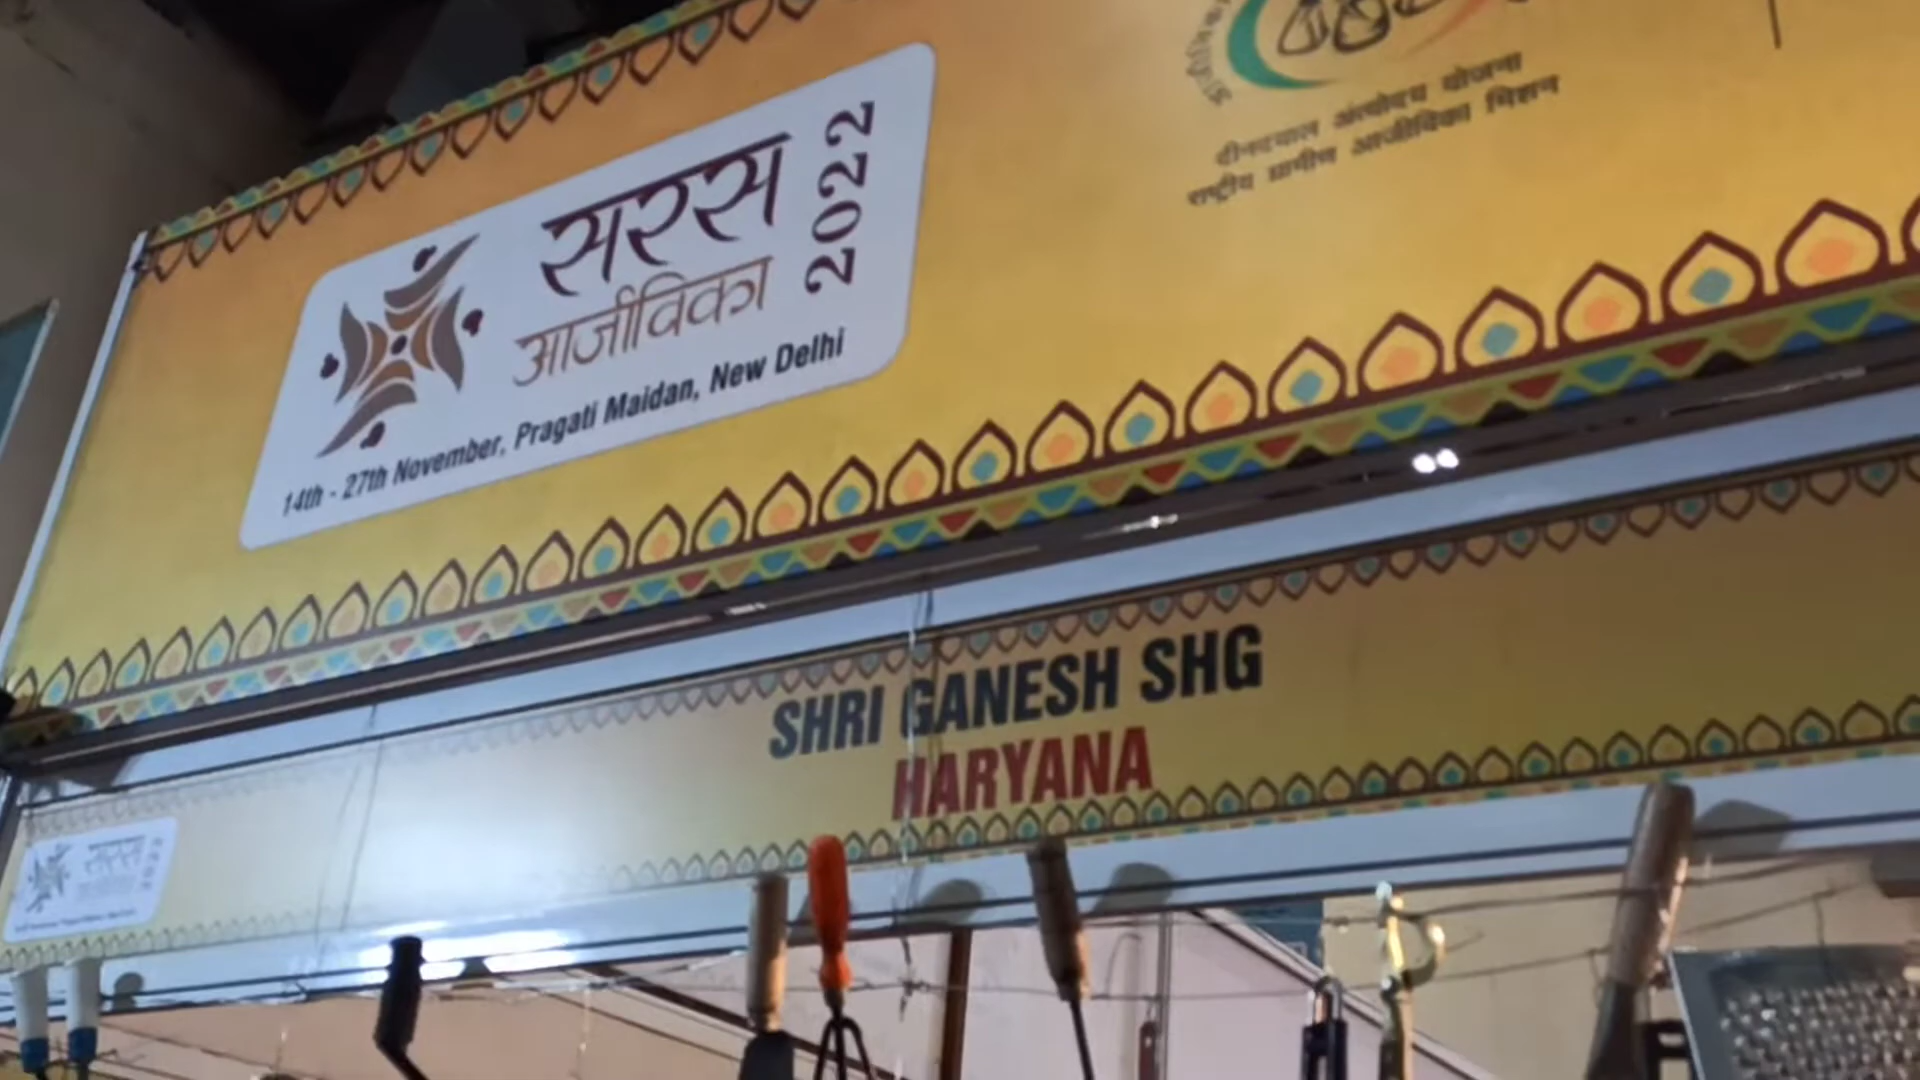 सरस
आजीविका
2022
14th - 27th November, Pragati Maidan, New Delhi
दीनदयाल अंत्योदय योजना
राष्ट्रीय ग्रामीण आजीविका मिशन
SHRI GANESH SHG
HARYANA
सरस